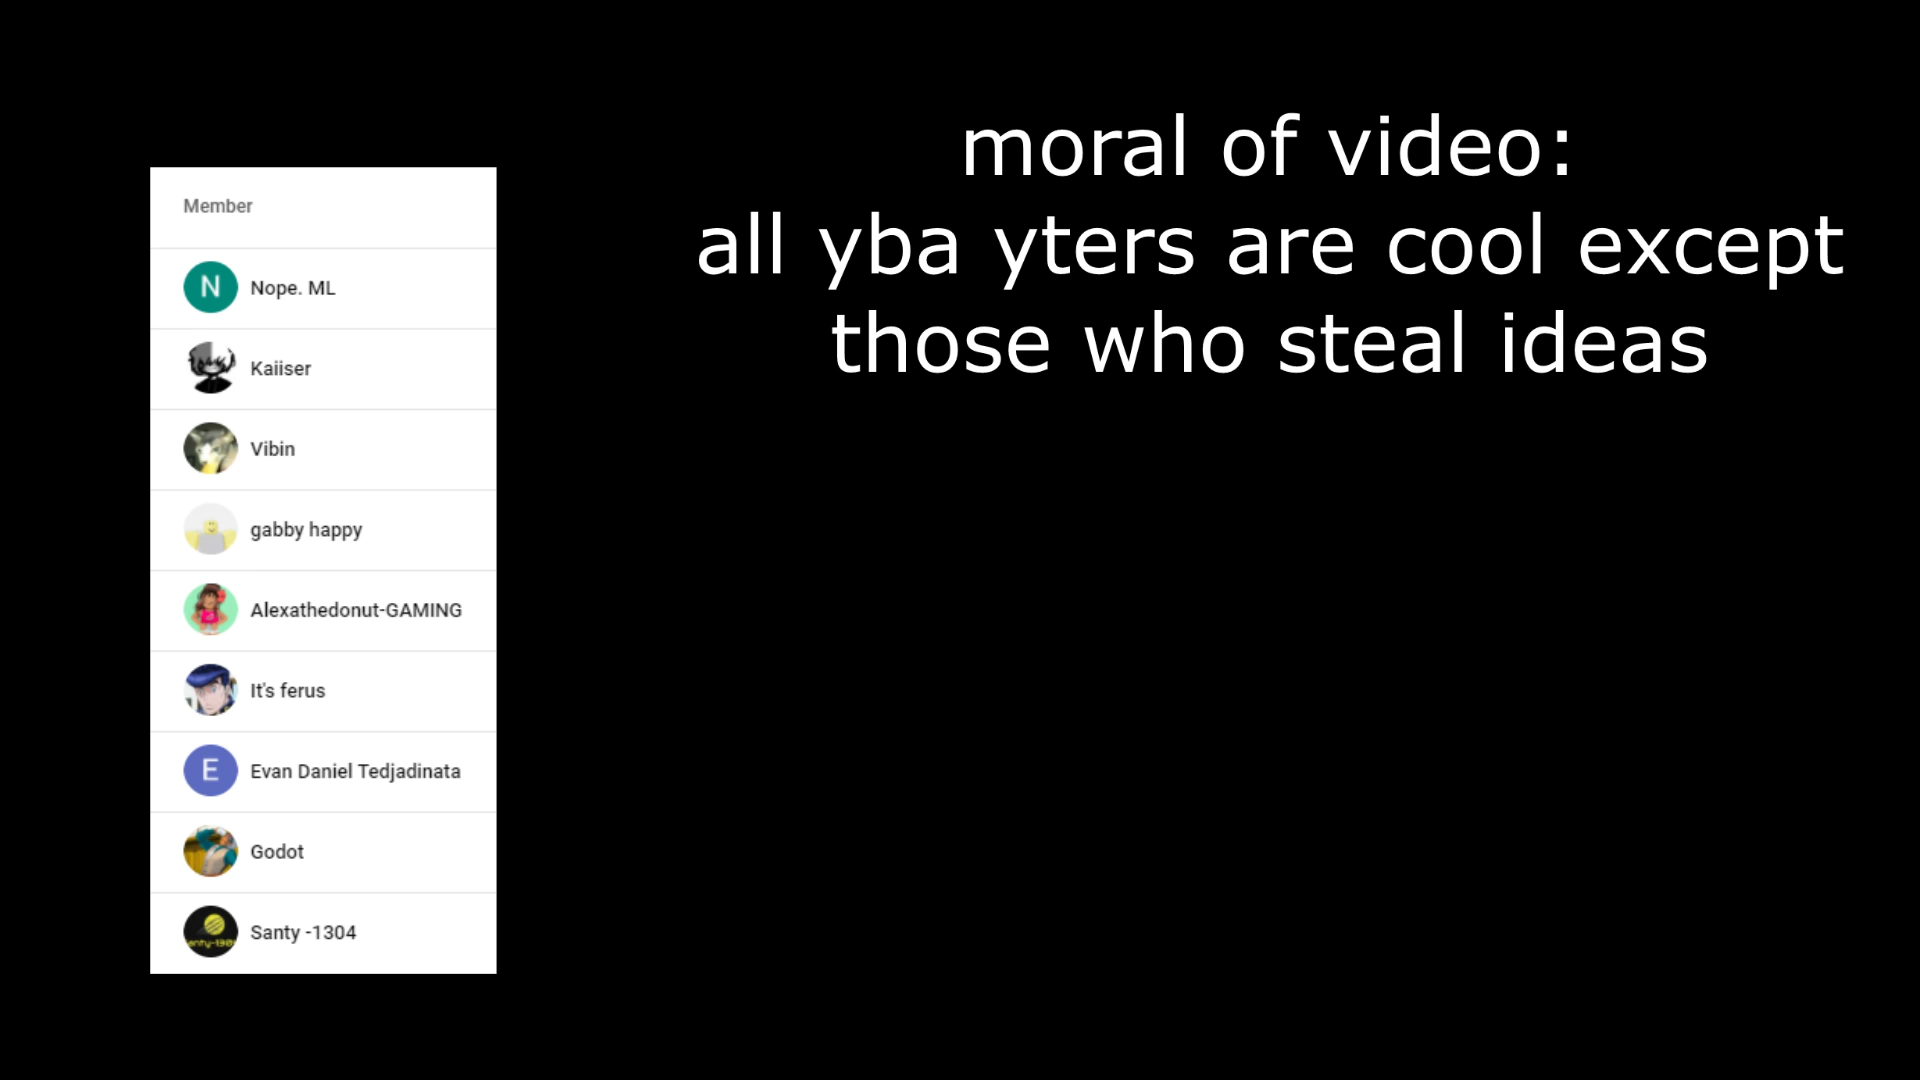 Member
N
Nope. ML
Kaiiser
Vibin
gabby happy
Alexathedonut-GAMING
It's ferus
E
Evan Daniel Tedjadinata
Godot
Santy -1304
moral of video:
all yba yters are cool except
those who steal ideas